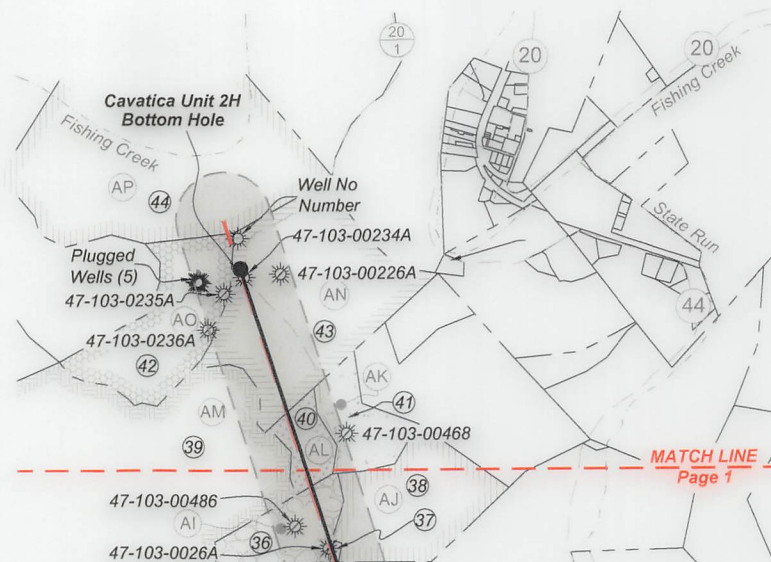 20
1
20
20
Fishing Creek
Cavatica Unit 2H
Bottom Hole
Fishing Creek
AP
44
Well No
Number
47-103-00234A
State Run
Plugged
Wells (5)
47-103-00226A
47-103-0235A
AN
44
AO
43
47-103-0236A
42
AK
41
AM
40
47-103-00468
39
AL
MATCH LINE
Page 1
38
47-103-00486
AJ
AI
37
36
47-103-0026A